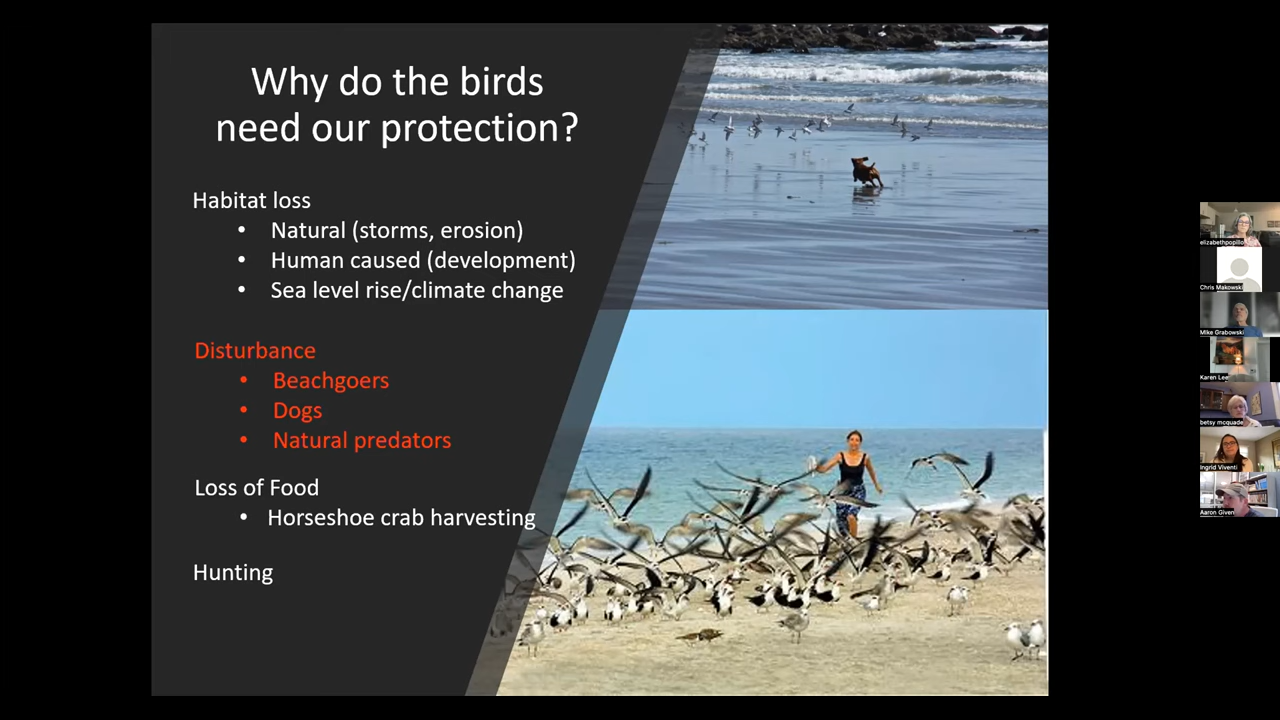 Why do the birds
need our protection?
Habitat loss
• Natural (storms, erosion)
• Human caused (development)
• Sea level rise/climate change
Disturbance
• Beachgoers
• Dogs
• Natural predators
Loss of Food
• Horseshoe crab harvesting
Hunting
elizabethpopillo
Chris Makowski
Mike Grabowski
Karen Lee
betsy mcquade
Ingrid Viventi
Aaron Given